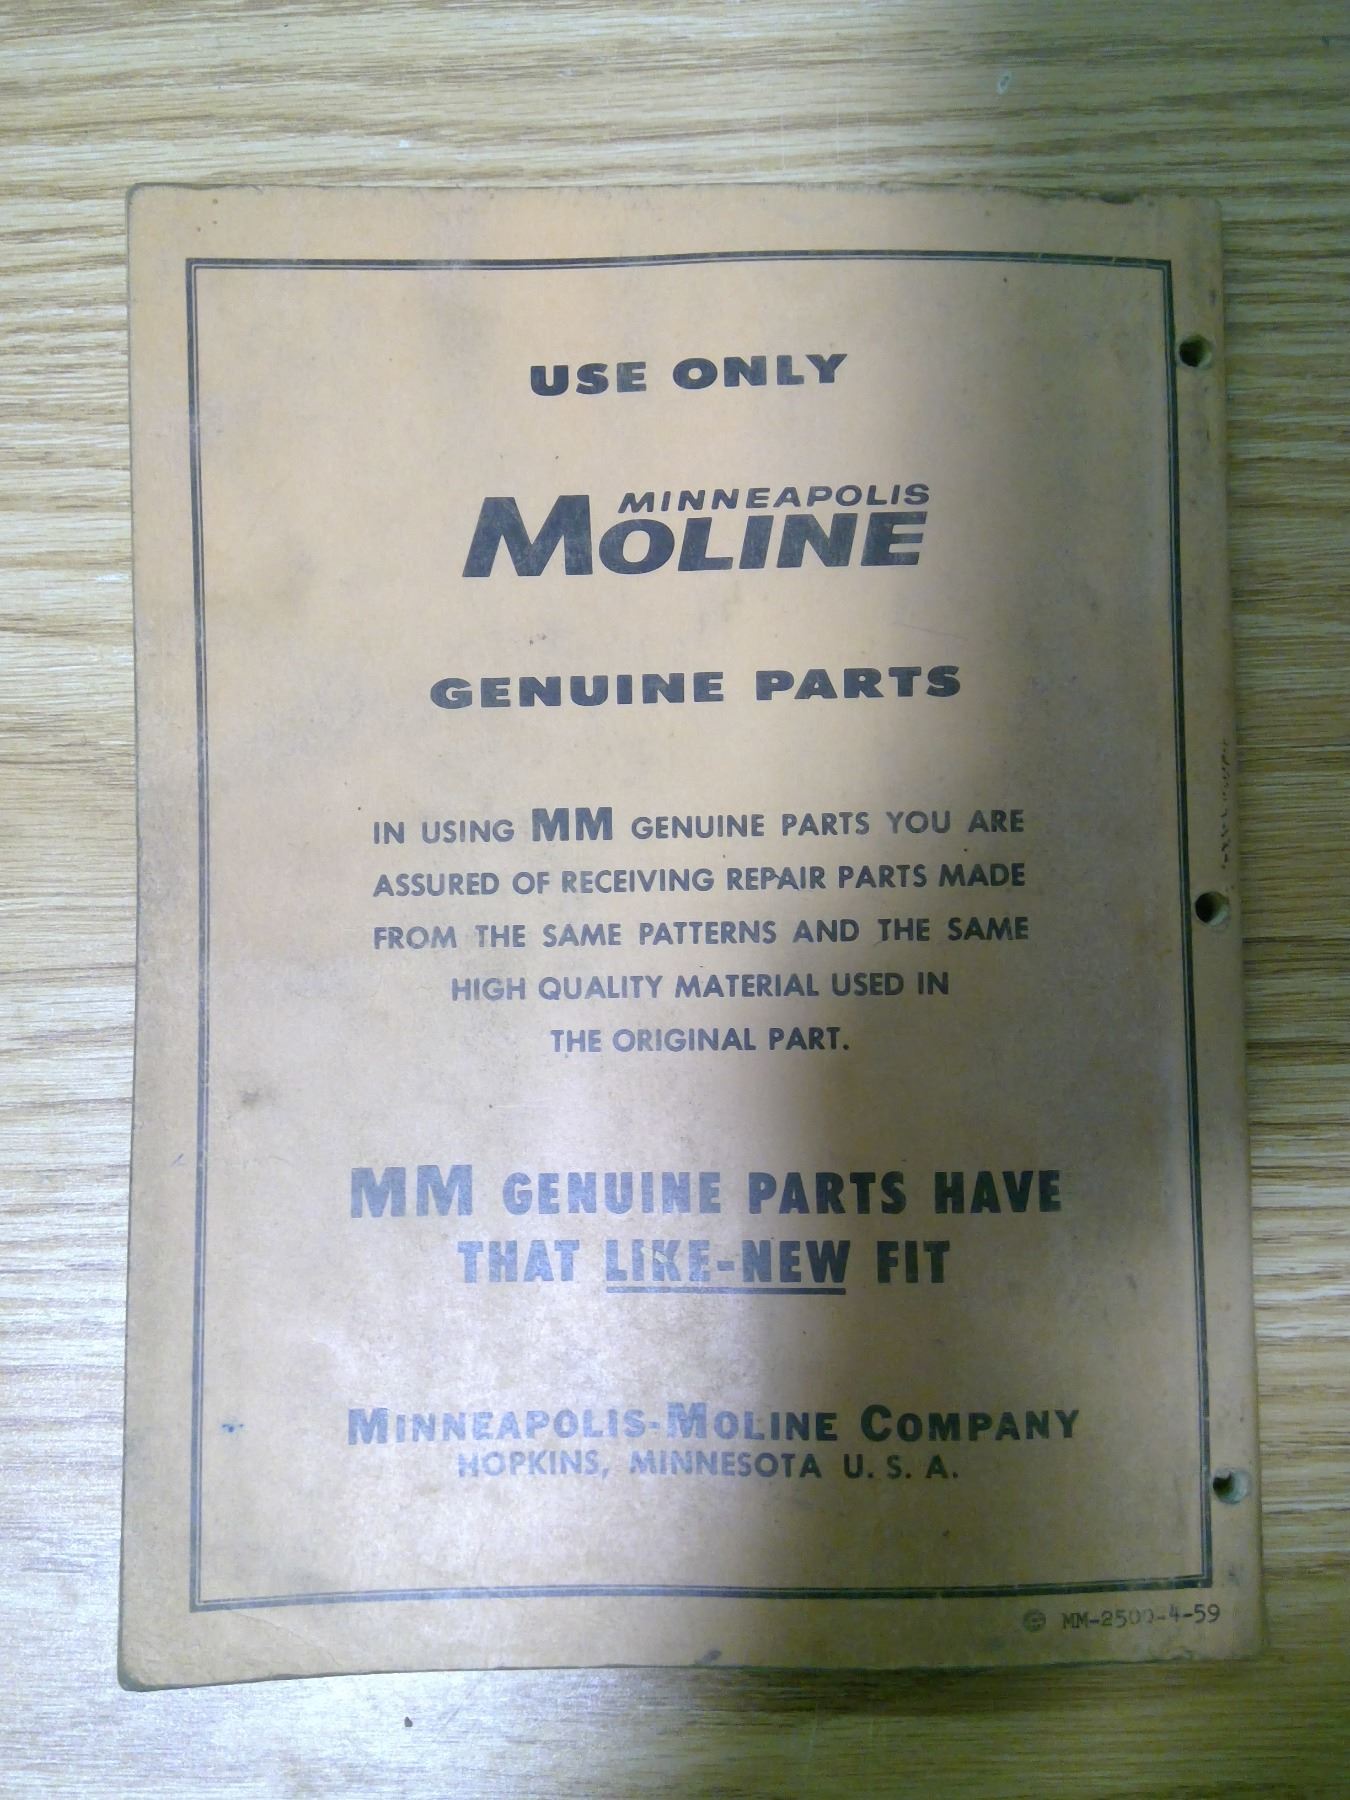 USE ONLY
MINNEAPOLIS
MOLINE
GENUINE PARTS
IN USING MM GENUINE PARTS YOU ARE
ASSURED OF RECEIVING REPAIR PARTS MADE
FROM THE SAME PATTERNS AND THE SAME
HIGH QUALITY MATERIAL USED IN
THE ORIGINAL PART.
MM GENUINE PARTS HAVE
THAT LIKE-NEW FIT
MINNEAPOLIS-MOLINE COMPANY
HOPKINS, MINNESOTA U. S. A.
MM-2500-4-59